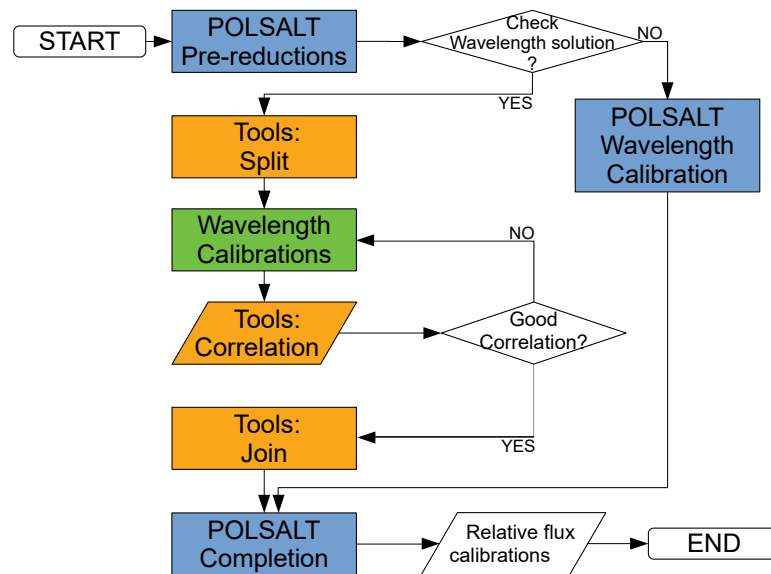 START
POLSALT
Pre-reductions
Check
Wavelength solution
?
NO
YES
POLSALT
Wavelength
Calibration
Tools:
Split
Wavelength
Calibrations
NO
Tools:
Correlation
Good
Correlation?
YES
Tools:
Join
POLSALT
Completion
Relative flux
calibrations
END